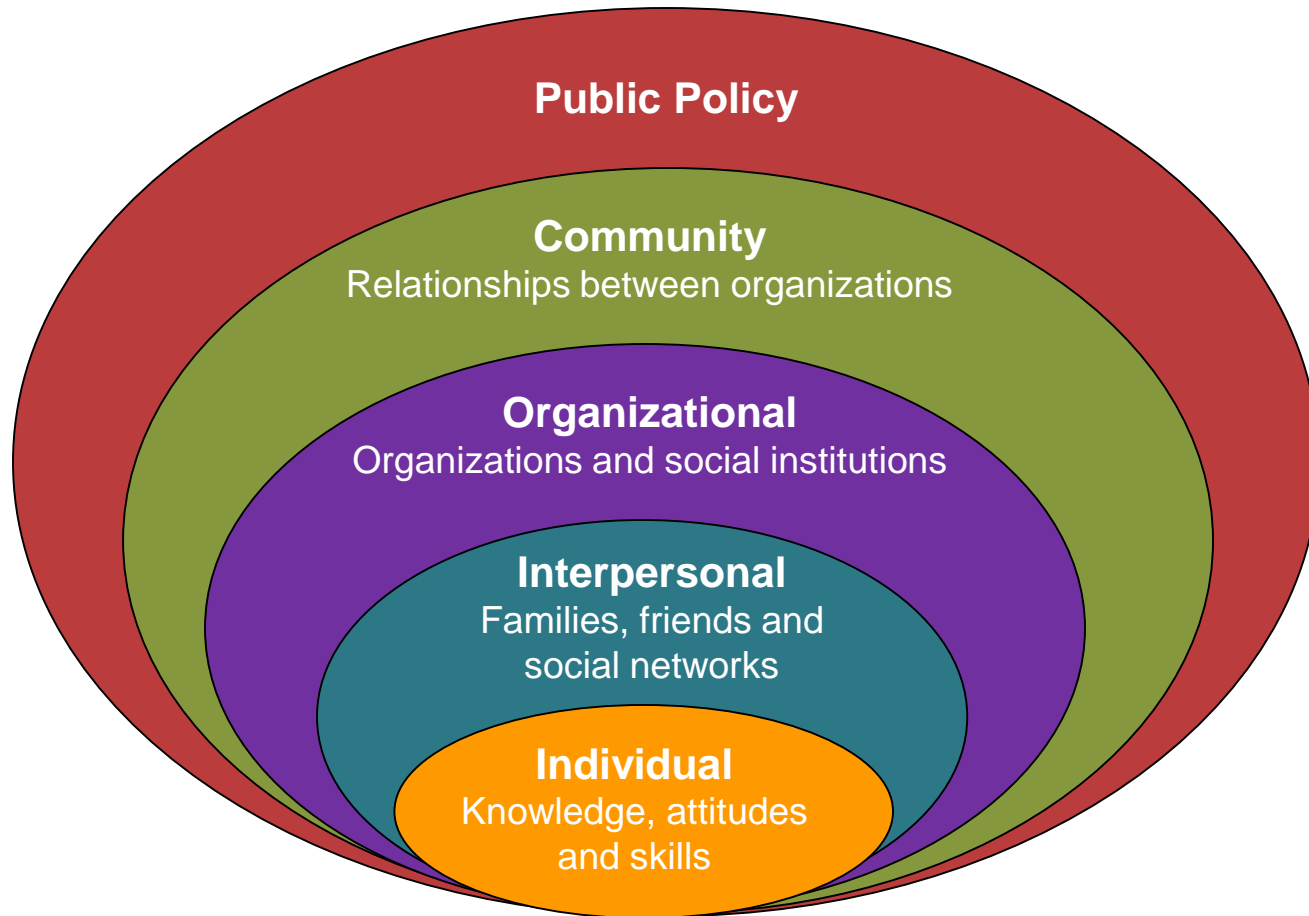 Public Policy
Community
Relationships between organizations
Organizational
Organizations and social institutions
Interpersonal
Families, friends and
social networks
Individual
Knowledge, attitudes
and skills